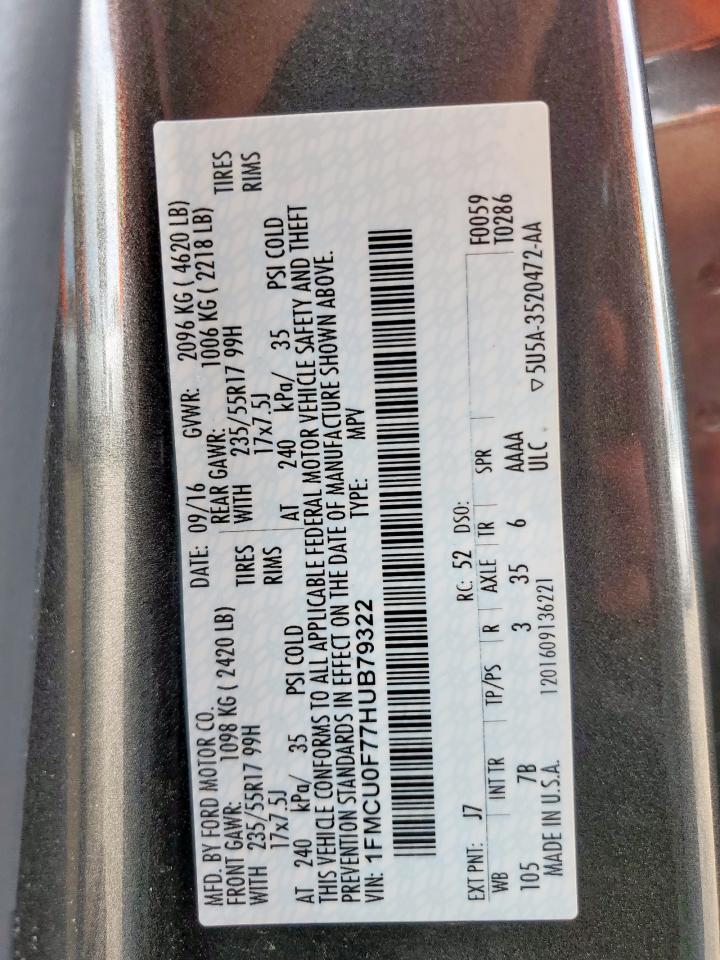 MFD. BY FORD MOTOR CO. DATE: 09/16 GVWR: 2096 KG ( 4620 LB)
FRONT GAWR: 1098 KG ( 2420 LB) REAR GAWR: 1006 KG ( 2218 LB)
WITH 235/55R17 99H TIRES WITH 235/55R17 99H TIRES
17x7.5J RIMS 17x7.5J RIMS
AT 240 kPa/ 35 PSI COLD AT 240 kPa/ 35 PSI COLD
THIS VEHICLE CONFORMS TO ALL APPLICABLE FEDERAL MOTOR VEHICLE SAFETY AND THEFT
PREVENTION STANDARDS IN EFFECT ON THE DATE OF MANUFACTURE SHOWN ABOVE.
VIN: 1FMCU0F77HUB79322 TYPE: MPV
EXT PNT: J7 RC: 52 DSO: F0059
WB INT TR TP/PS R AXLE TR SPR T0286
105 7B 3 35 6 AAAA
MADE IN U.S.A. 1201609136221 ULC ▽5U5A-3520472-AA